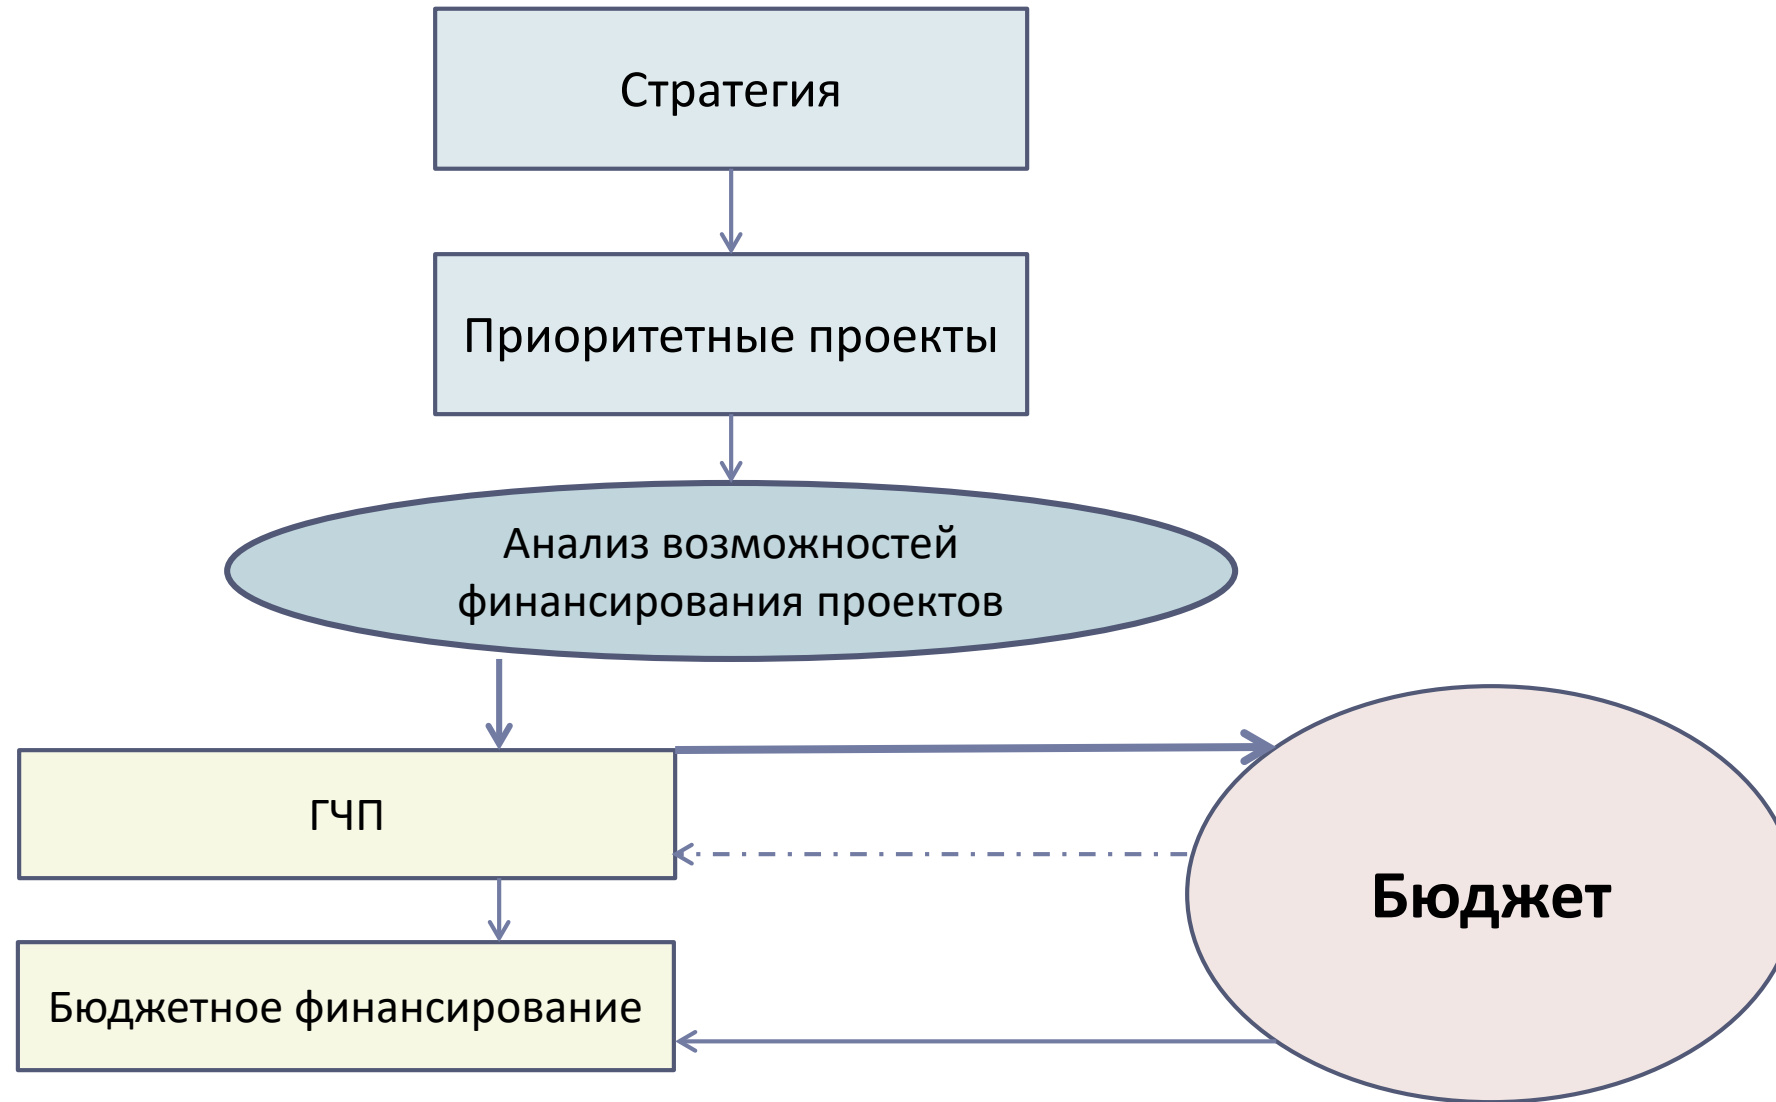 Стратегия
Приоритетные проекты
Анализ возможностей
финансирования проектов
ГЧП
Бюджет
Бюджетное финансирование